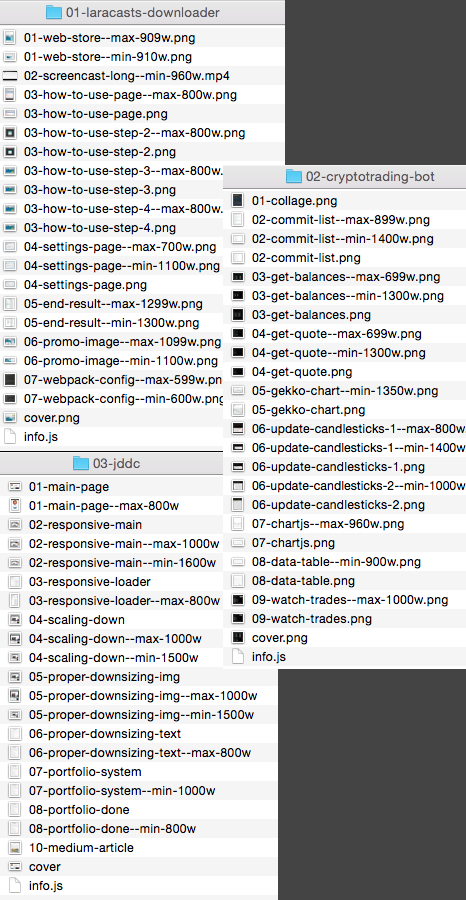 01-laracasts-downloader
01-web-store--max-909w.png
01-web-store--min-910w.png
02-screencast-long--min-960w.mp4
03-how-to-use-page--max-800w.png
03-how-to-use-page.png
03-how-to-use-step-2--max-800w.png
03-how-to-use-step-2.png
03-how-to-use-step-3--max-800w.
03-how-to-use-step-3.png
03-how-to-use-step-4--max-800w.
03-how-to-use-step-4.png
04-settings-page--max-700w.png
04-settings-page--min-1100w.png
04-settings-page.png
05-end-result--max-1299w.png
05-end-result--min-1300w.png
06-promo-image--max-1099w.png
06-promo-image--min-1100w.png
07-webpack-config--max-599w.pn
07-webpack-config--min-600w.png
cover.png
info.js
02-cryptotrading-bot
01-collage.png
02-commit-list--max-899w.png
02-commit-list--min-1400w.png
02-commit-list.png
03-get-balances--max-699w.png
03-get-balances--min-1300w.png
03-get-balances.png
04-get-quote--max-699w.png
04-get-quote--min-1300w.png
04-get-quote.png
05-gekko-chart--min-1350w.png
05-gekko-chart.png
06-update-candlesticks-1--max-800w
06-update-candlesticks-1--min-1400w
06-update-candlesticks-1.png
06-update-candlesticks-2--min-1000w
06-update-candlesticks-2.png
07-chartjs--max-960w.png
07-chartjs.png
08-data-table--min-900w.png
08-data-table.png
09-watch-trades--max-1000w.png
09-watch-trades.png
cover.png
info.js
03-jddc
01-main-page
01-main-page--max-800w
02-responsive-main
02-responsive-main--max-1000w
02-responsive-main--min-1600w
03-responsive-loader
03-responsive-loader--max-800w
04-scaling-down
04-scaling-down--max-1000w
04-scaling-down--min-1500w
05-proper-downsizing-img
05-proper-downsizing-img--max-1000w
05-proper-downsizing-img--min-1500w
06-proper-downsizing-text
06-proper-downsizing-text--max-800w
07-portfolio-system
07-portfolio-system--min-1000w
08-portfolio-done
08-portfolio-done--min-800w
10-medium-article
cover
info.js